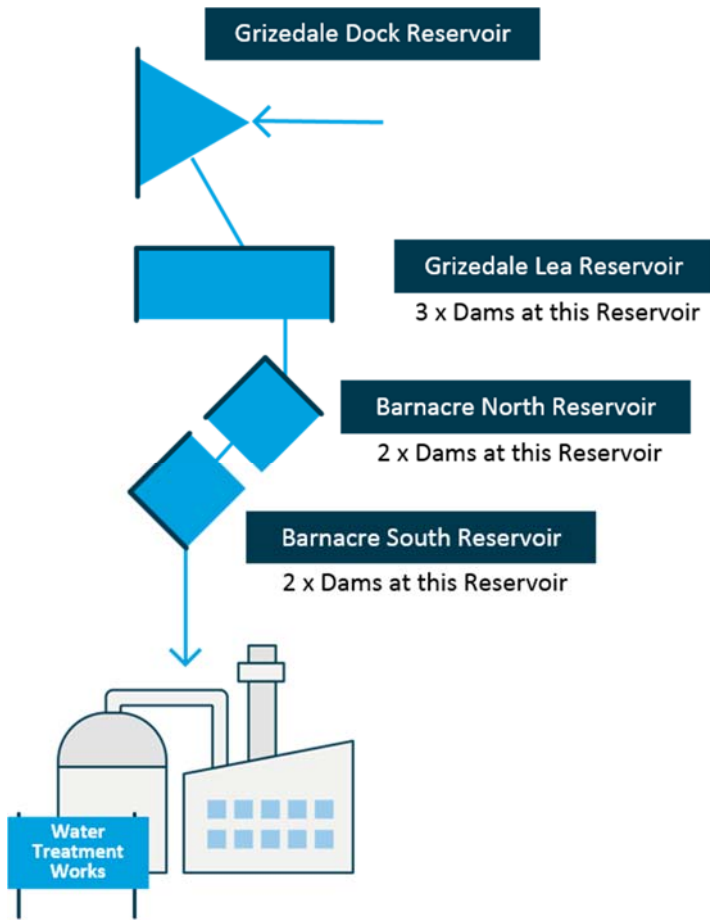 Grizedale Dock Reservoir
Grizedale Lea Reservoir
3 x Dams at this Reservoir
Barnacre North Reservoir
2 x Dams at this Reservoir
Barnacre South Reservoir
2 x Dams at this Reservoir
Water
Treatment
Works